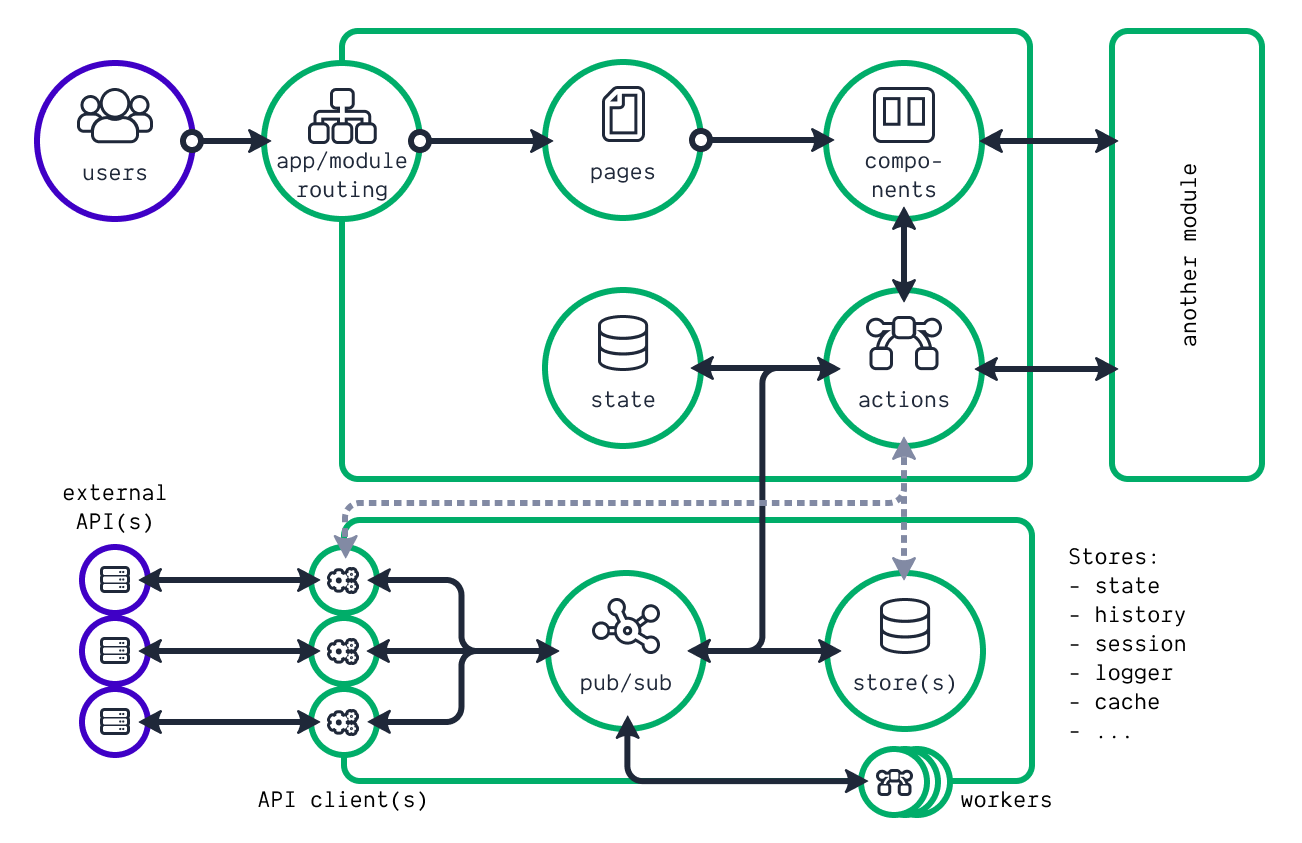 users
app/module
routing
pages
compo-
nents
another module
state
actions
external
API(s)
Stores:
- state
- history
- session
- logger
- cache
- ...
pub/sub
store(s)
API client(s)
workers